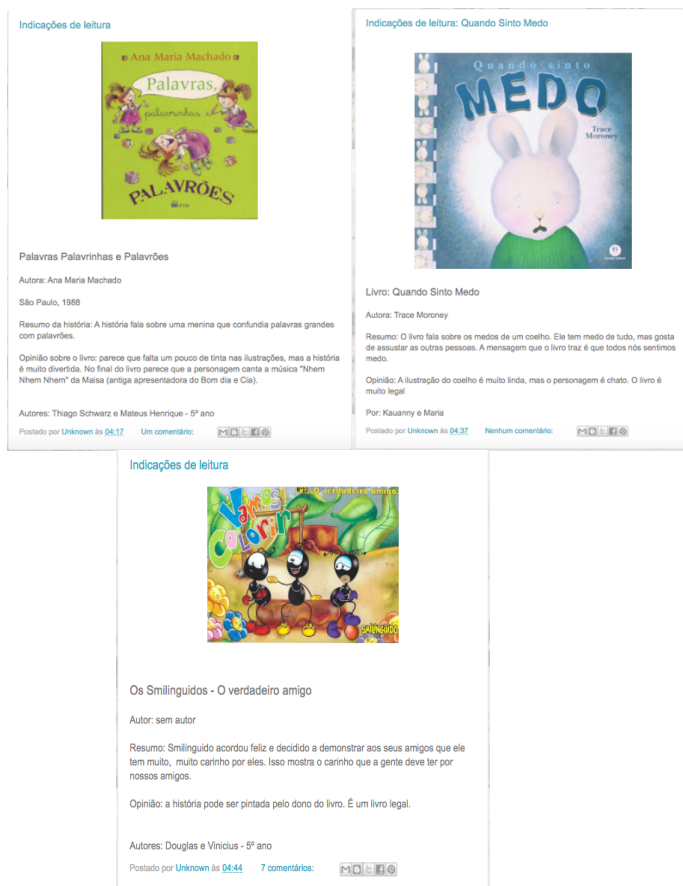 Indicações de leitura
Ana Maria Machado
Palavras,
palavrinhas e
PALAVRÕES
Palavras Palavrinhas e Palavrões
Autora: Ana Maria Machado
São Paulo, 1988
Resumo da história: A história fala sobre uma menina que confundia palavras grandes
com palavrões.
Opinião sobre o livro: parece que falta um pouco de tinta nas ilustrações, mas a história
é muito divertida. No final do livro parece que a personagem canta a música "Nhem
Nhem Nhem" da Maisa (antiga apresentadora do Bom dia e Cia).
Autores: Thiago Schwarz e Mateus Henrique - 5º ano
Postado por Unknown às 04:17 Um comentário:
Indicações de leitura: Quando Sinto Medo
Quando sinto
MEDO
Trace
Moroney
Livro: Quando Sinto Medo
Autora: Trace Moroney
Resumo: O livro fala sobre os medos de um coelho. Ele tem medo de tudo, mas gosta
de assustar as outras pessoas. A mensagem que o livro traz é que todos nós sentimos
medo.
Opinião: A ilustração do coelho é muito linda, mas o personagem é chato. O livro é
muito legal
Por: Kauanny e Maria
Postado por Unknown às 04:37 Nenhum comentário:
Indicações de leitura
Vamos
Colorir
O verdadeiro amigo
SMILINGUIDO
Os Smilinguidos - O verdadeiro amigo
Autor: sem autor
Resumo: Smilinguido acordou feliz e decidido a demonstrar aos seus amigos que ele
tem muito, muito carinho por eles. Isso mostra o carinho que a gente deve ter por
nossos amigos.
Opinião: a história pode ser pintada pelo dono do livro. É um livro legal.
Autores: Douglas e Vinicius - 5º ano
Postado por Unknown às 04:44 7 comentários: